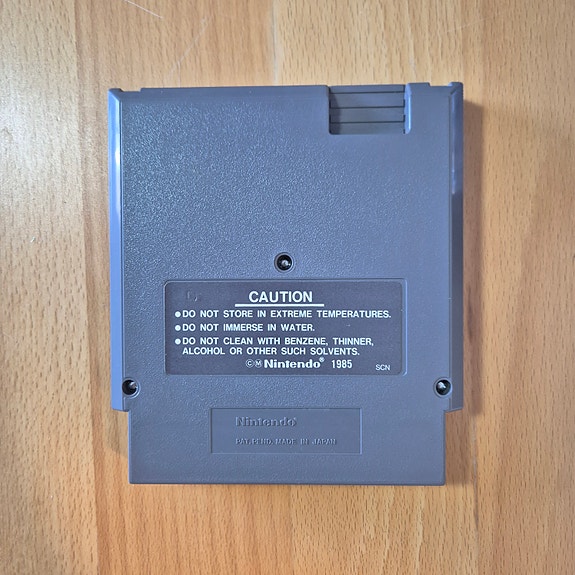 CAUTION
●DO NOT STORE IN EXTREME TEMPERATURES.
●DO NOT IMMERSE IN WATER.
●DO NOT CLEAN WITH BENZENE, THINNER,
ALCOHOL OR OTHER SUCH SOLVENTS.
©Ⓜ Nintendo® 1985 SCN
Nintendo®
PAT. PEND. MADE IN JAPAN